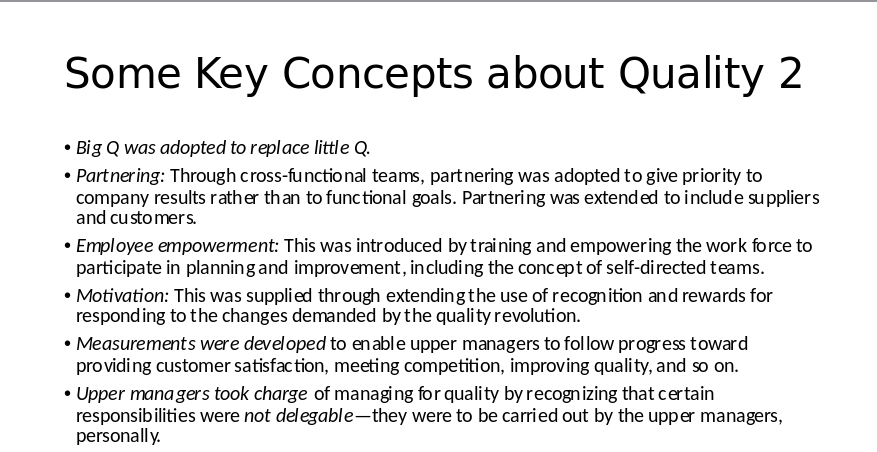 Some Key Concepts about Quality 2
• Big Q was adopted to replace little Q.
• Partnering: Through cross-functional teams, partnering was adopted to give priority to
company results rather than to functional goals. Partnering was extended to include suppliers
and customers.
• Employee empowerment: This was introduced by training and empowering the work force to
participate in planning and improvement, including the concept of self-directed teams.
• Motivation: This was supplied through extending the use of recognition and rewards for
responding to the changes demanded by the quality revolution.
• Measurements were developed to enable upper managers to follow progress toward
providing customer satisfaction, meeting competition, improving quality, and so on.
• Upper managers took charge of managing for quality by recognizing that certain
responsibilities were not delegable—they were to be carried out by the upper managers,
personally.